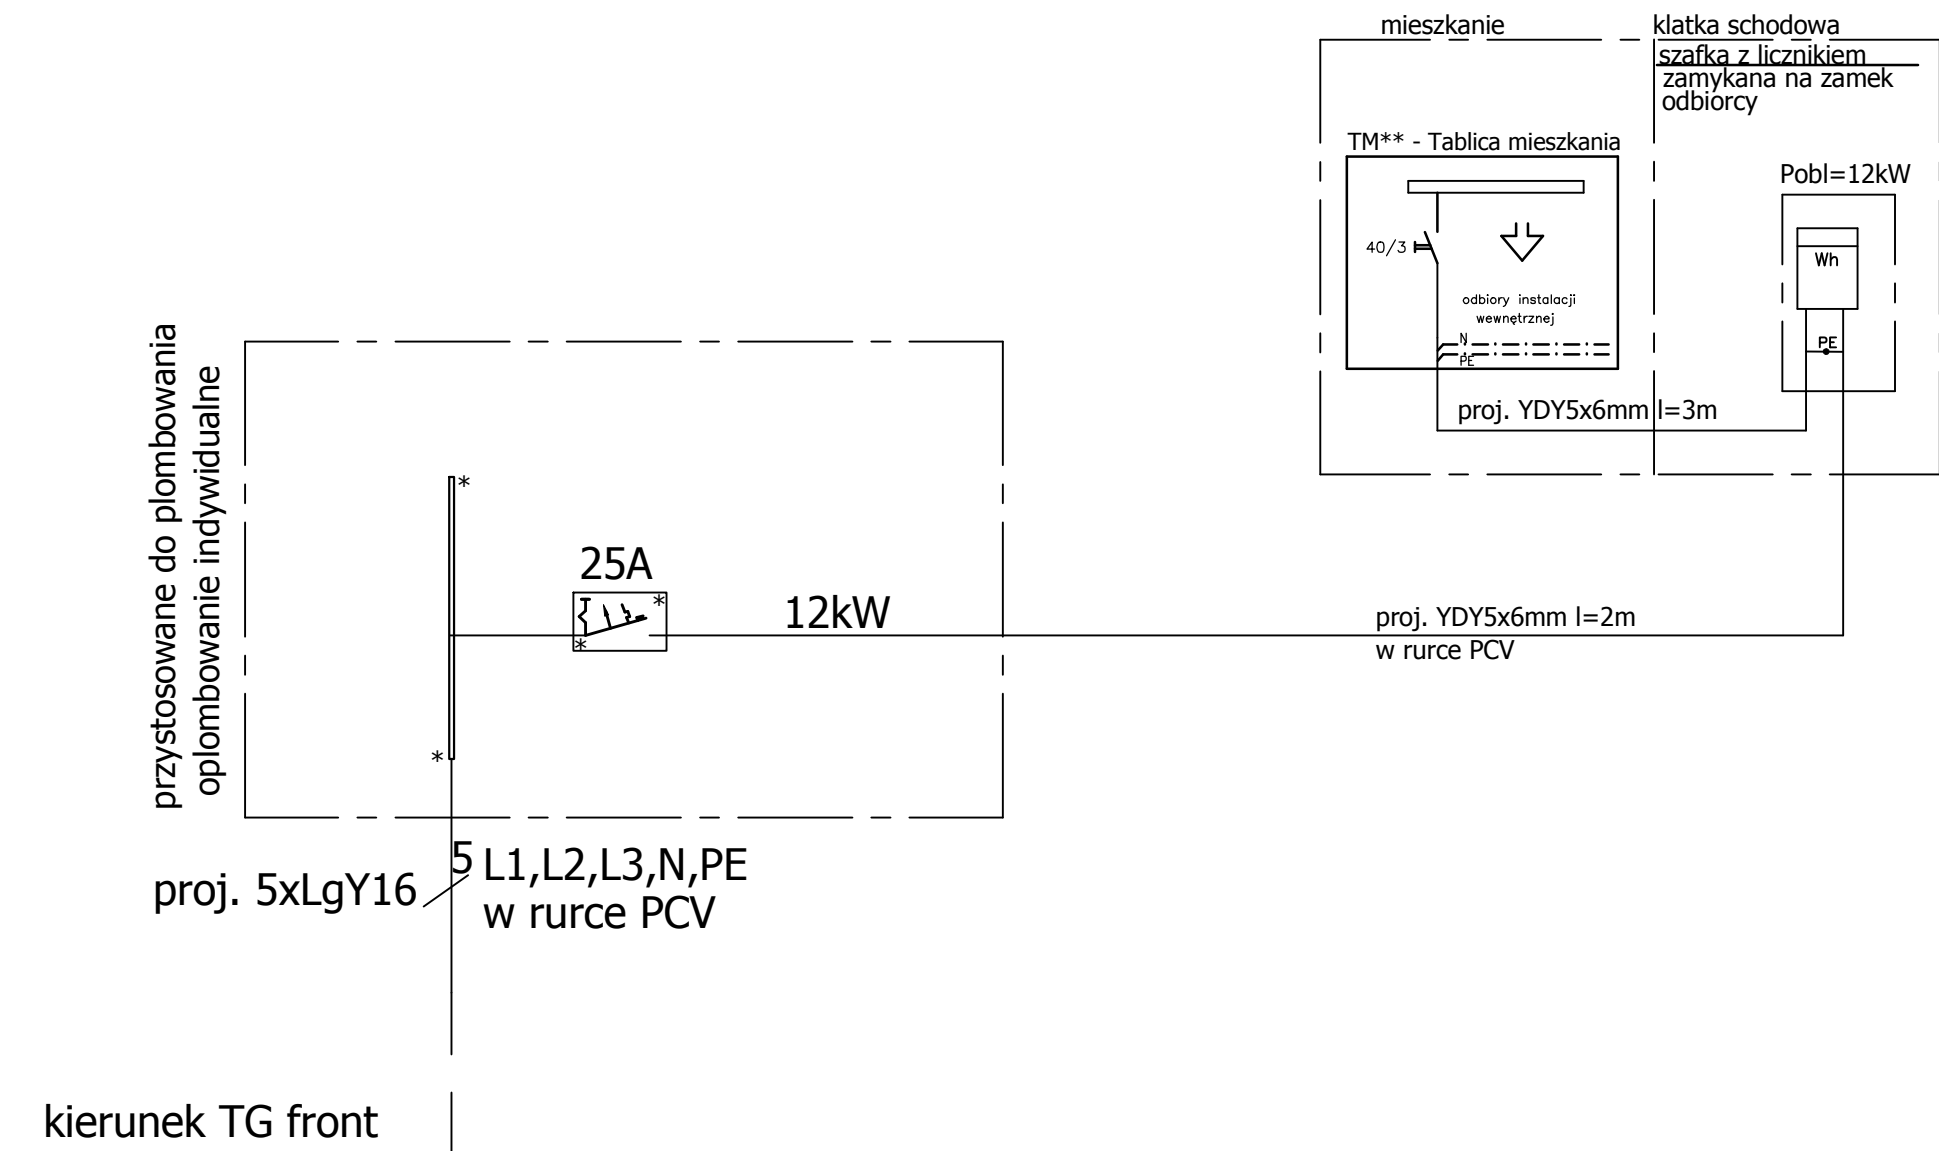 mieszkanie
klatka schodowa
szafka z licznikiem
zamykana na zamek
odbiorcy
TM** - Tablica mieszkania
Pobl=12kW
40/3
Wh
odbiory instalacji
wewnętrznej
N
PE
PE
proj. YDY5x6mm l=3m
przystosowane do plombowania
oplombowanie indywidualne
*
25A
*
*
12kW
proj. YDY5x6mm l=2m
w rurce PCV
*
5 L1,L2,L3,N,PE
proj. 5xLgY16
w rurce PCV
kierunek TG front